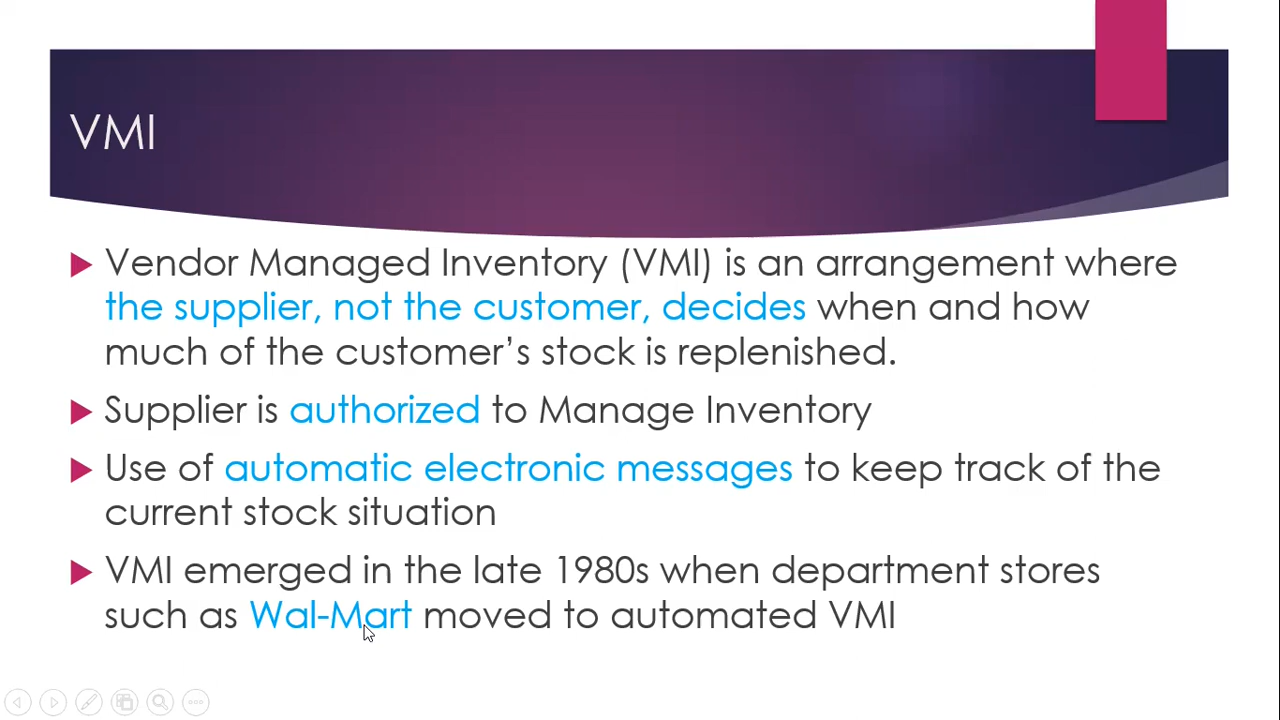 VMI
Vendor Managed Inventory (VMI) is an arrangement where
the supplier, not the customer, decides when and how
much of the customer’s stock is replenished.
Supplier is authorized to Manage Inventory
Use of automatic electronic messages to keep track of the
current stock situation
VMI emerged in the late 1980s when department stores
such as Wal-Mart moved to automated VMI